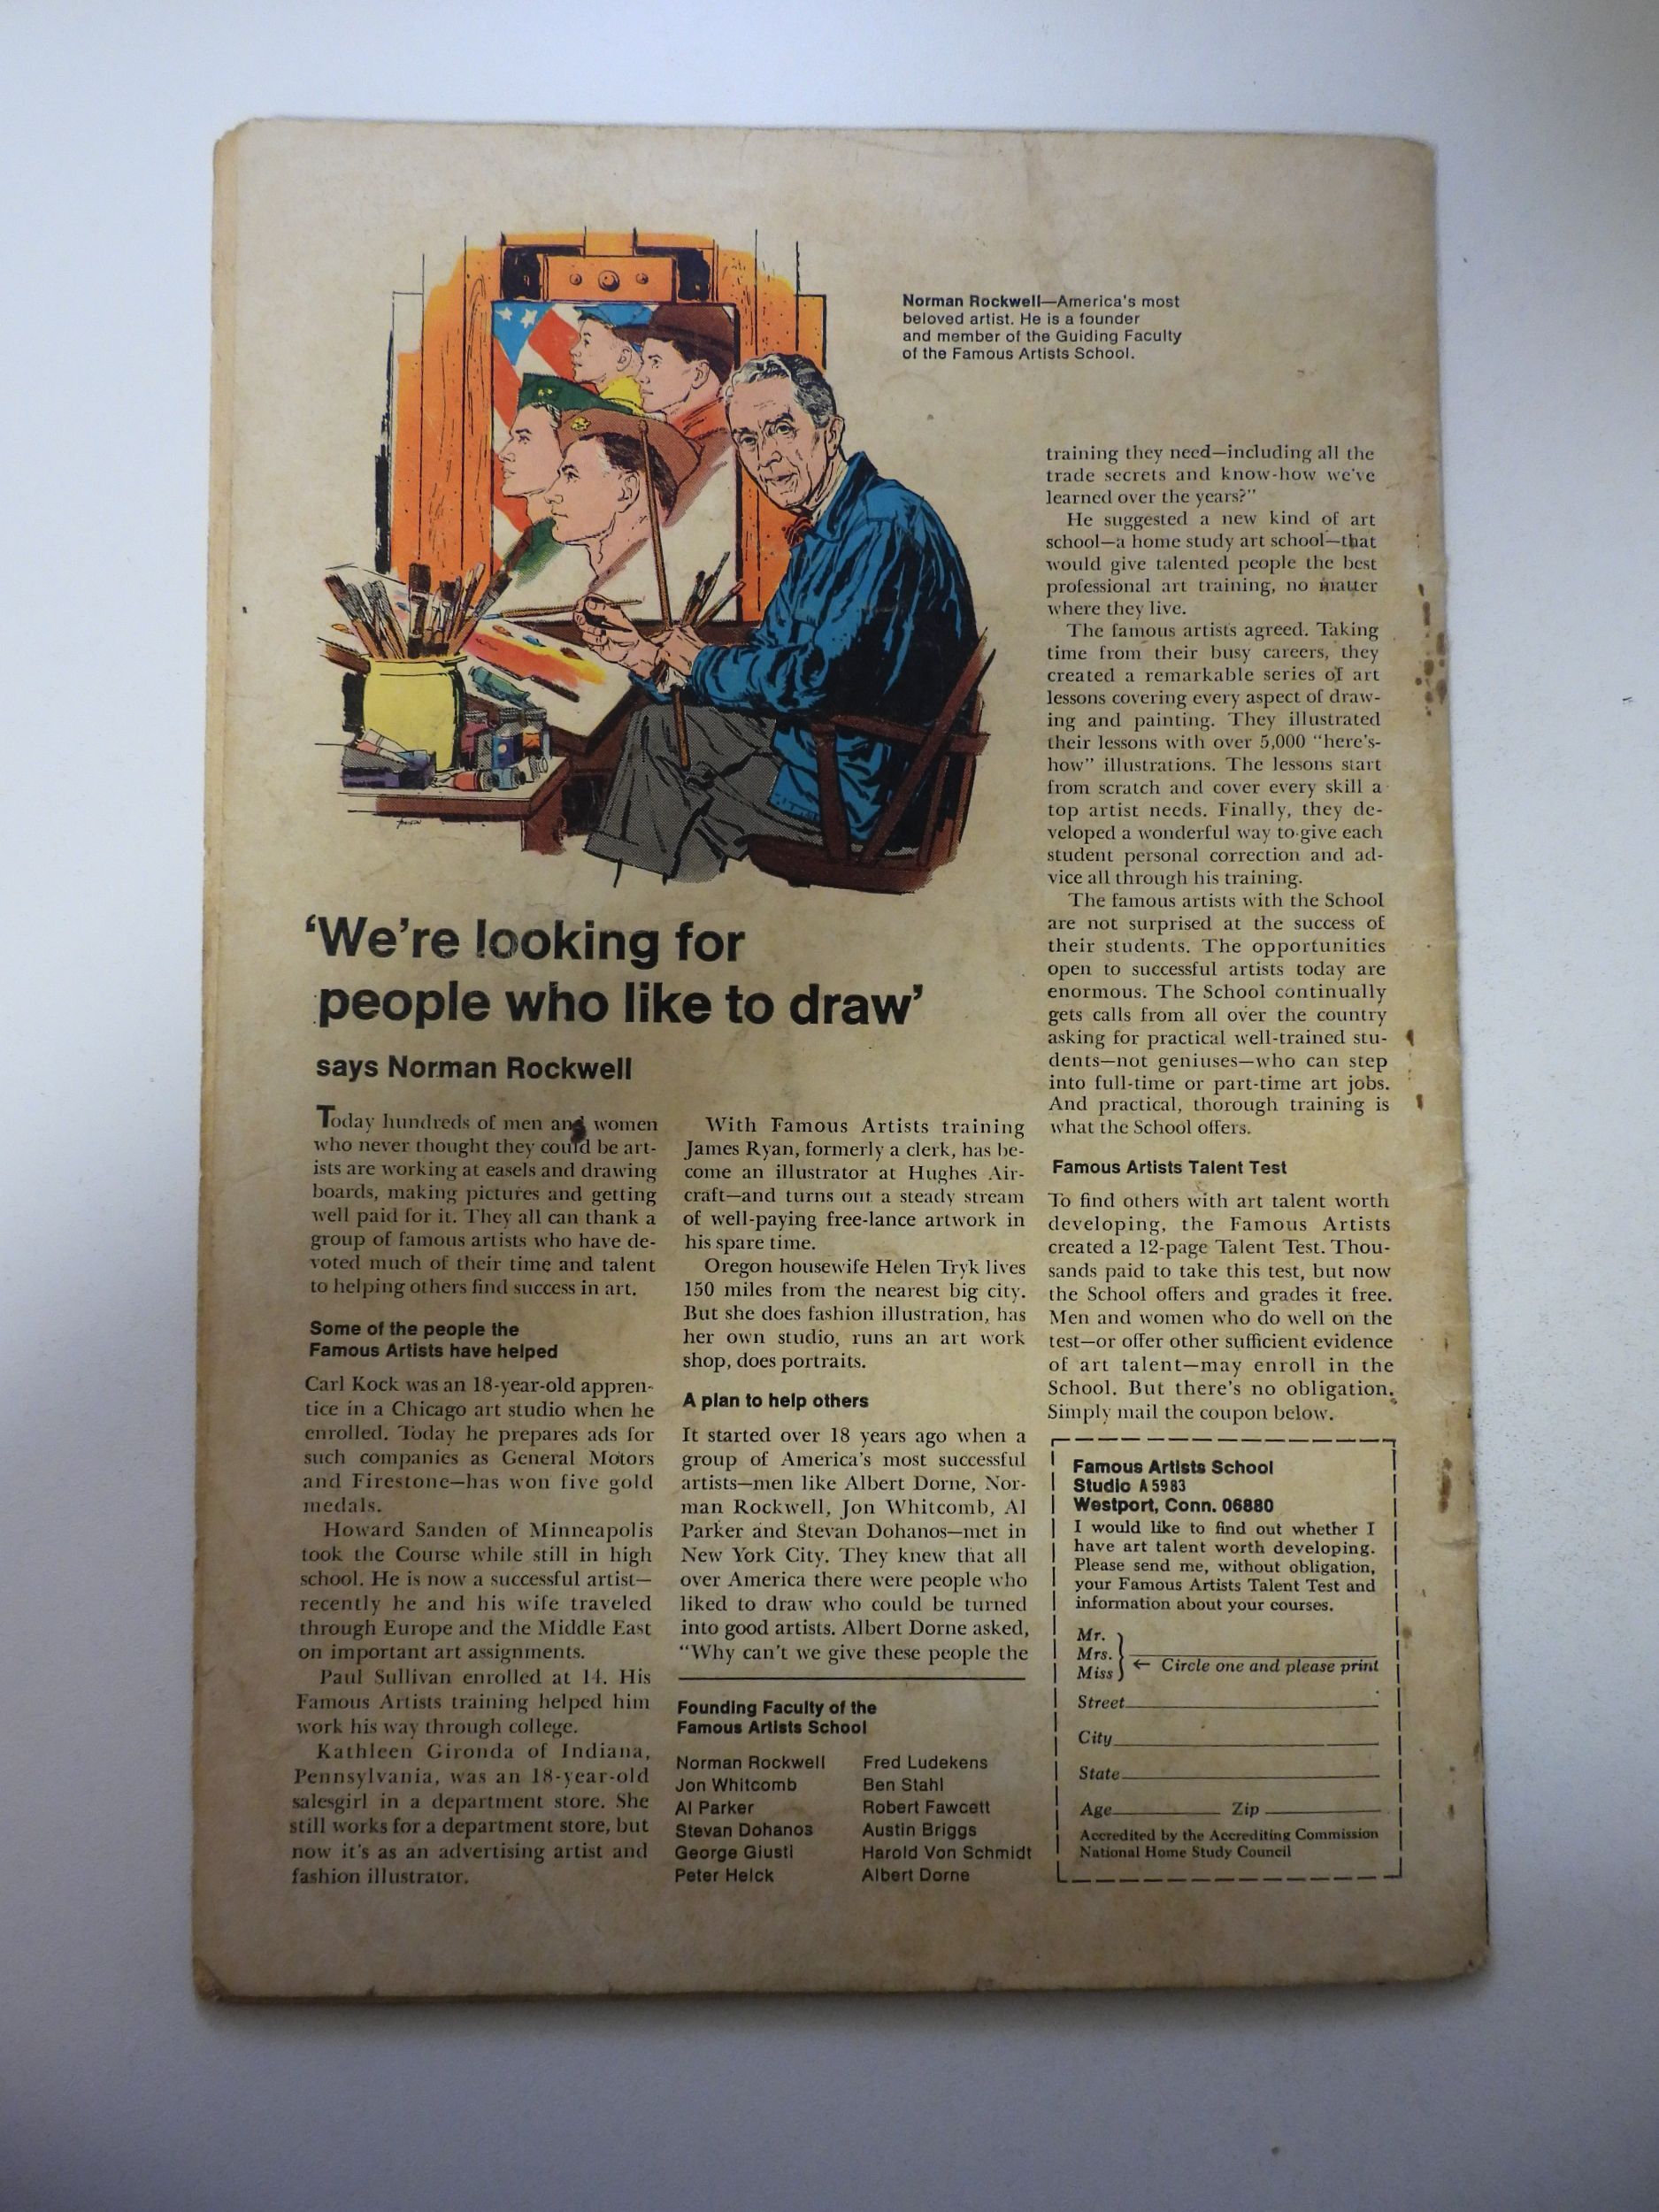 Norman Rockwell—America's most
beloved artist. He is a founder
and member of the Guiding Faculty
of the Famous Artists School.
'We're looking for
people who like to draw'
says Norman Rockwell
Today hundreds of men and women
who never thought they could be art-
ists are working at easels and drawing
boards, making pictures and getting
well paid for it. They all can thank a
group of famous artists who have de-
voted much of their time and talent
to helping others find success in art.
Some of the people the
Famous Artists have helped
Carl Kock was an 18-year-old appren-
tice in a Chicago art studio when he
enrolled. Today he prepares ads for
such companies as General Motors
and Firestone—has won five gold
medals.
Howard Sanden of Minneapolis
took the Course while still in high
school. He is now a successful artist—
recently he and his wife traveled
through Europe and the Middle East
on important art assignments.
Paul Sullivan enrolled at 14. His
Famous Artists training helped him
work his way through college.
Kathleen Gironda of Indiana,
Pennsylvania, was an 18-year-old
salesgirl in a department store. She
still works for a department store, but
now it's as an advertising artist and
fashion illustrator.
With Famous Artists training
James Ryan, formerly a clerk, has be-
come an illustrator at Hughes Air-
craft—and turns out a steady stream
of well-paying free-lance artwork in
his spare time.
Oregon housewife Helen Tryk lives
150 miles from the nearest big city.
But she does fashion illustration, has
her own studio, runs an art work
shop, does portraits.
A plan to help others
It started over 18 years ago when a
group of America's most successful
artists—men like Albert Dorne, Nor-
man Rockwell, Jon Whitcomb, Al
Parker and Stevan Dohanos—met in
New York City. They knew that all
over America there were people who
liked to draw who could be turned
into good artists. Albert Dorne asked,
"Why can't we give these people the
training they need—including all the
trade secrets and know-how we've
learned over the years?"
He suggested a new kind of art
school—a home study art school—that
would give talented people the best
professional art training, no matter
where they live.
The famous artists agreed. Taking
time from their busy careers, they
created a remarkable series of art
lessons covering every aspect of draw-
ing and painting. They illustrated
their lessons with over 5,000 "here's-
how" illustrations. The lessons start
from scratch and cover every skill a
top artist needs. Finally, they de-
veloped a wonderful way to give each
student personal correction and ad-
vice all through his training.
The famous artists with the School
are not surprised at the success of
their students. The opportunities
open to successful artists today are
enormous. The School continually
gets calls from all over the country
asking for practical well-trained stu-
dents—not geniuses—who can step
into full-time or part-time art jobs.
And practical, thorough training is
what the School offers.
Famous Artists Talent Test
To find others with art talent worth
developing, the Famous Artists
created a 12-page Talent Test. Thou-
sands paid to take this test, but now
the School offers and grades it free.
Men and women who do well on the
test—or offer other sufficient evidence
of art talent—may enroll in the
School. But there's no obligation.
Simply mail the coupon below.
Founding Faculty of the
Famous Artists School
Norman Rockwell
Jon Whitcomb
Al Parker
Stevan Dohanos
George Giusti
Peter Helck
Fred Ludekens
Ben Stahl
Robert Fawcett
Austin Briggs
Harold Von Schmidt
Albert Dorne
Famous Artists School
Studio A 5983
Westport, Conn. 06880
I would like to find out whether I
have art talent worth developing.
Please send me, without obligation,
your Famous Artists Talent Test and
information about your courses.
Mr.
Mrs.
Miss
← Circle one and please print
Street
City
State
Age Zip
Accredited by the Accrediting Commission
National Home Study Council